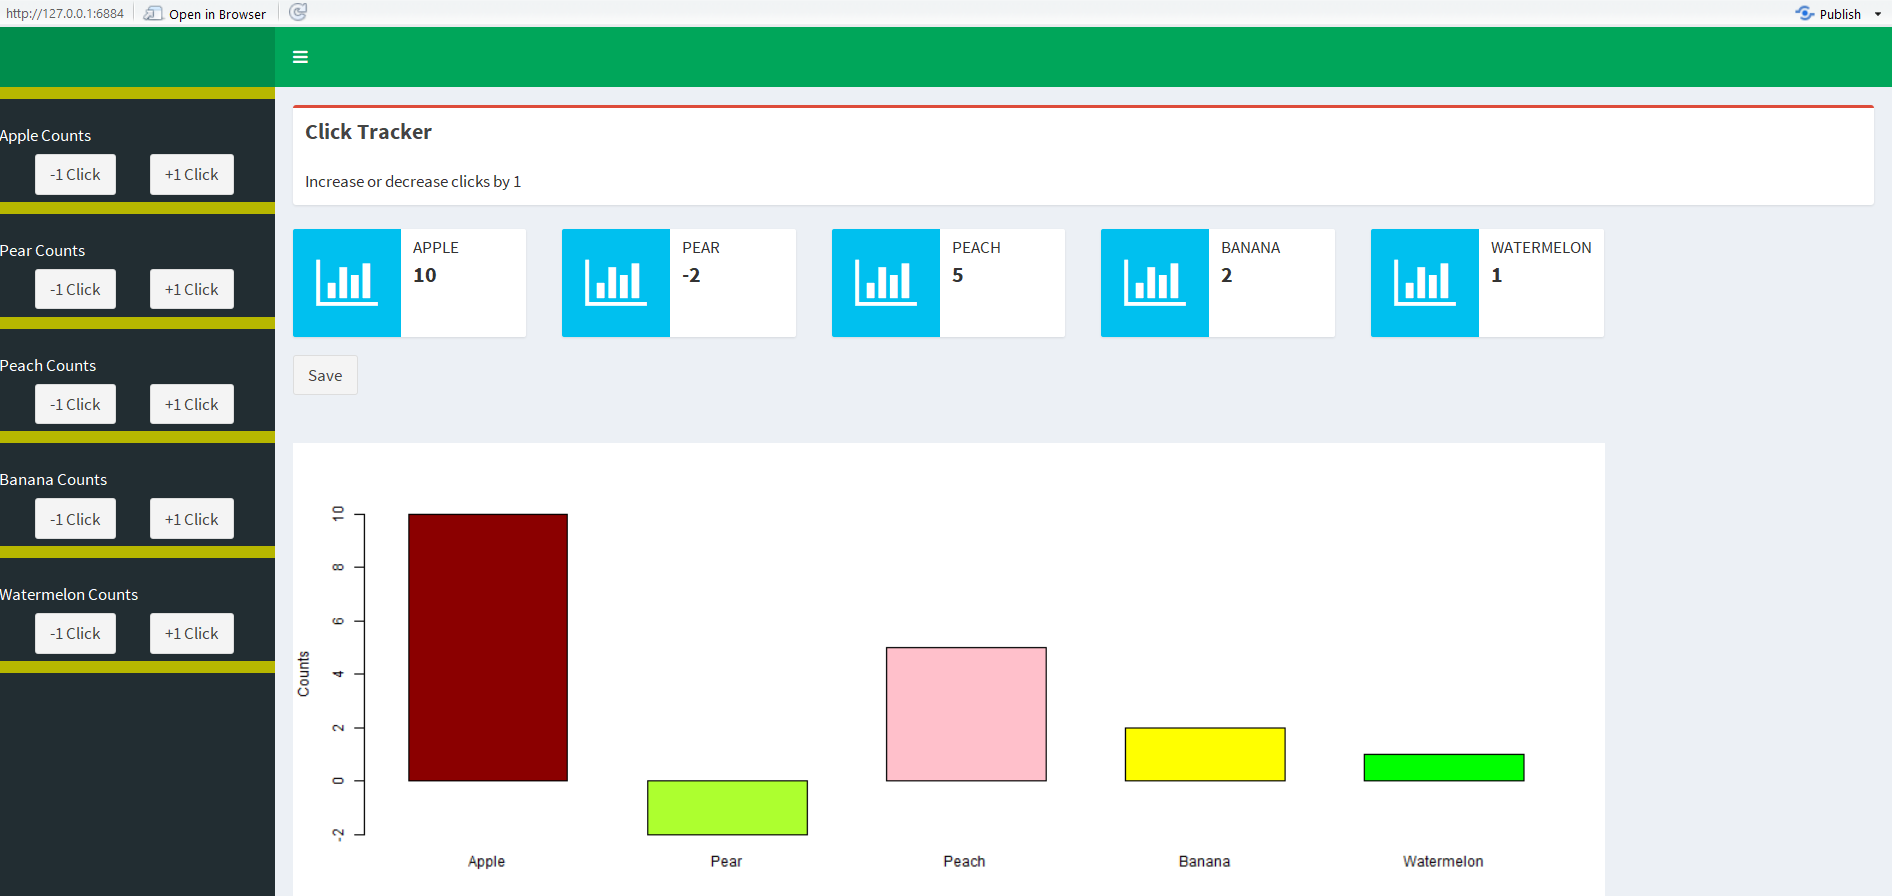 http://127.0.0.1:6884 Open in Browser Publish
Apple Counts
-1 Click +1 Click
Pear Counts
-1 Click +1 Click
Peach Counts
-1 Click +1 Click
Banana Counts
-1 Click +1 Click
Watermelon Counts
-1 Click +1 Click
Click Tracker
Increase or decrease clicks by 1
APPLE
10
PEAR
-2
PEACH
5
BANANA
2
WATERMELON
1
Save
Counts
10
8
6
4
2
0
-2
Apple Pear Peach Banana Watermelon